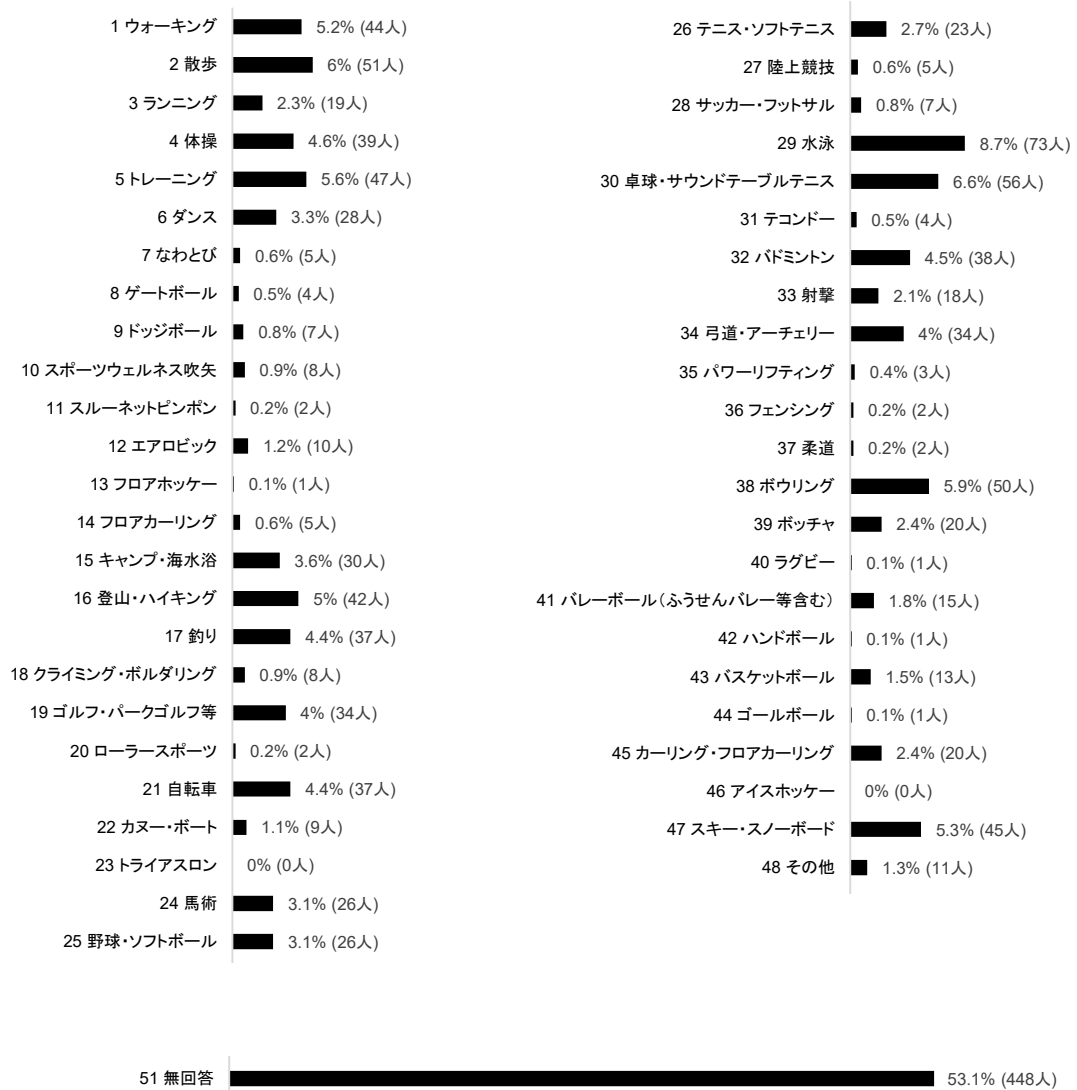 1 ウォーキング 5.2% (44人)
2 散歩 6% (51人)
3 ランニング 2.3% (19人)
4 体操 4.6% (39人)
5 トレーニング 5.6% (47人)
6 ダンス 3.3% (28人)
7 なわとび 0.6% (5人)
8 ゲートボール 0.5% (4人)
9 ドッジボール 0.8% (7人)
10 スポーツウェルネス吹矢 0.9% (8人)
11 スルーネットピンポン 0.2% (2人)
12 エアロビック 1.2% (10人)
13 フロアホッケー 0.1% (1人)
14 フロアカーリング 0.6% (5人)
15 キャンプ・海水浴 3.6% (30人)
16 登山・ハイキング 5% (42人)
17 釣り 4.4% (37人)
18 クライミング・ボルダリング 0.9% (8人)
19 ゴルフ・パークゴルフ等 4% (34人)
20 ローラースポーツ 0.2% (2人)
21 自転車 4.4% (37人)
22 カヌー・ボート 1.1% (9人)
23 トライアスロン 0% (0人)
24 馬術 3.1% (26人)
25 野球・ソフトボール 3.1% (26人)
26 テニス・ソフトテニス 2.7% (23人)
27 陸上競技 0.6% (5人)
28 サッカー・フットサル 0.8% (7人)
29 水泳 8.7% (73人)
30 卓球・サウンドテーブルテニス 6.6% (56人)
31 テコンドー 0.5% (4人)
32 バドミントン 4.5% (38人)
33 射撃 2.1% (18人)
34 弓道・アーチェリー 4% (34人)
35 パワーリフティング 0.4% (3人)
36 フェンシング 0.2% (2人)
37 柔道 0.2% (2人)
38 ボウリング 5.9% (50人)
39 ボッチャ 2.4% (20人)
40 ラグビー 0.1% (1人)
41 バレーボール（ふうせんバレー等含む） 1.8% (15人)
42 ハンドボール 0.1% (1人)
43 バスケットボール 1.5% (13人)
44 ゴールボール 0.1% (1人)
45 カーリング・フロアカーリング 2.4% (20人)
46 アイスホッケー 0% (0人)
47 スキー・スノーボード 5.3% (45人)
48 その他 1.3% (11人)
51 無回答 53.1% (448人)